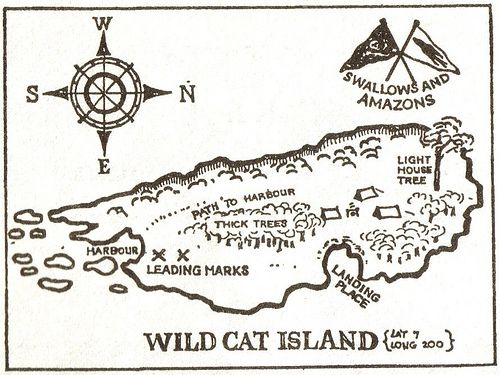 W
S
N
E
SWALLOWS AND
AMAZONS
LIGHT
HOUSE
TREE
PATH TO HARBOUR
THICK TREES
HARBOUR
LEADING MARKS
LANDING
PLACE
WILD CAT ISLAND {LAT 7
LONG 200}